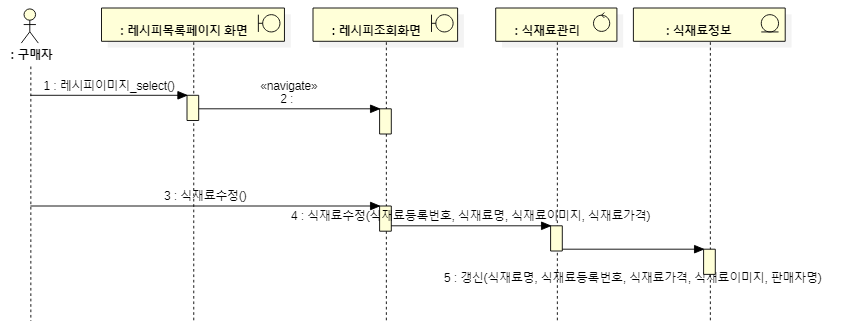 : 구매자
: 레시피목록페이지 화면
: 레시피조회화면
: 식재료관리
: 식재료정보
1 : 레시피이미지_select()
«navigate»
2 :
3 : 식재료수정()
4 : 식재료수정(식재료등록번호, 식재료명, 식재료이미지, 식재료가격)
5 : 갱신(식재료명, 식재료등록번호, 식재료가격, 식재료이미지, 판매자명)